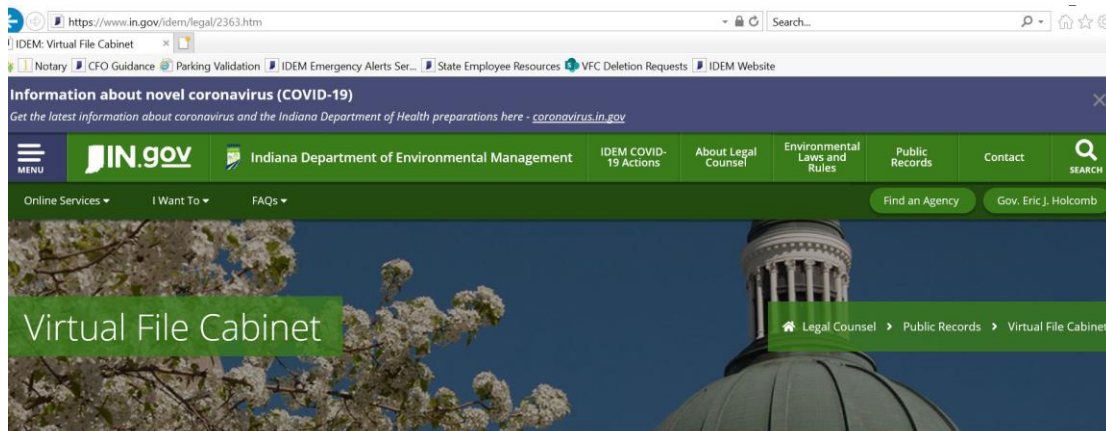 https://www.in.gov/idem/legal/2363.htm
Search...
IDEM: Virtual File Cabinet
Notary CFO Guidance Parking Validation IDEM Emergency Alerts Ser... State Employee Resources VFC Deletion Requests IDEM Website
Information about novel coronavirus (COVID-19)
Get the latest information about coronavirus and the Indiana Department of Health preparations here - coronavirus.in.gov
MENU
IN.gov
Indiana Department of Environmental Management
IDEM COVID-
19 Actions
About Legal
Counsel
Environmental
Laws and
Rules
Public
Records
Contact
SEARCH
Online Services I Want To FAQs Find an Agency Gov. Eric J. Holcomb
Virtual File Cabinet
Legal Counsel > Public Records > Virtual File Cabinet